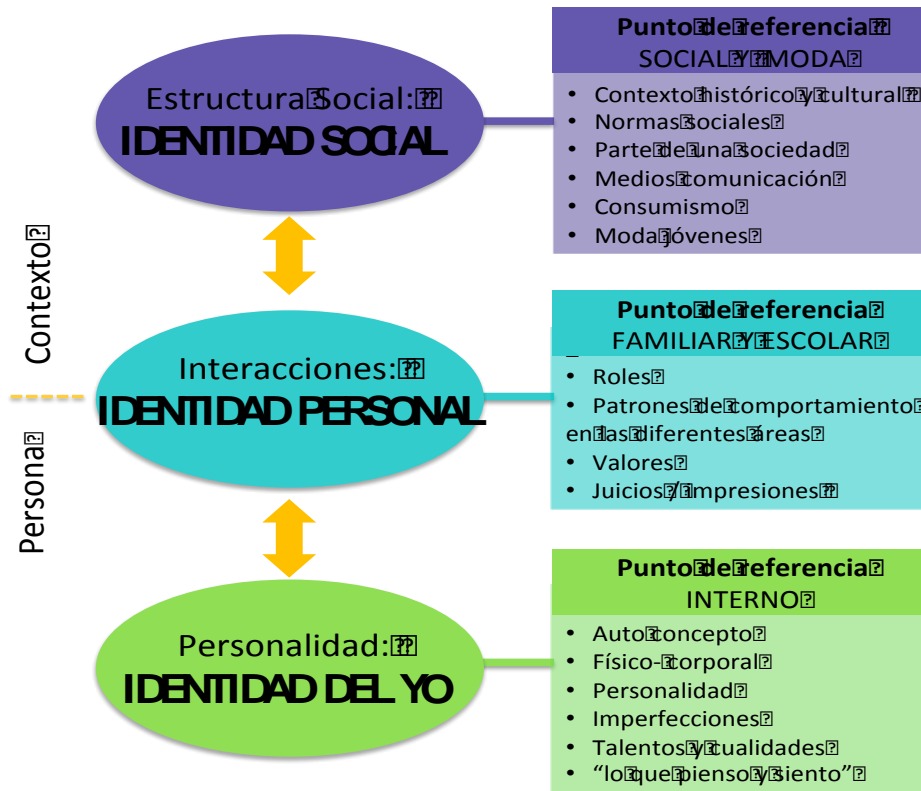 Estructura Social:
IDENTIDAD SOCIAL
Punto de referencia
SOCIAL Y MODA
• Contexto histórico y cultural
• Normas sociales
• Parte de una sociedad
• Medios comunicación
• Consumismo
• Moda jóvenes
Contexto
Interacciones:
IDENTIDAD PERSONAL
Punto de referencia
FAMILIAR Y ESCOLAR
• Roles
• Patrones de comportamiento
en las diferentes áreas
• Valores
• Juicios / impresiones
Persona
Personalidad:
IDENTIDAD DEL YO
Punto de referencia
INTERNO
• Auto concepto
• Físico- corporal
• Personalidad
• Imperfecciones
• Talentos y cualidades
• “lo que pienso y siento”